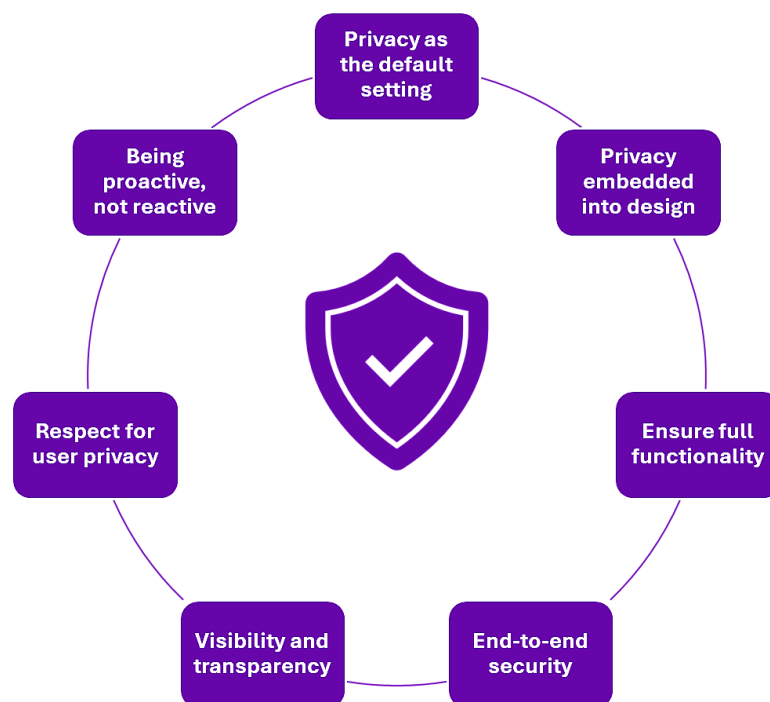 Privacy as
the default
setting
Privacy
embedded
into design
Ensure full
functionality
End-to-end
security
Visibility and
transparency
Respect for
user privacy
Being
proactive,
not reactive